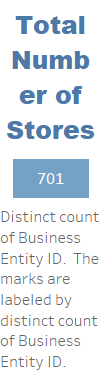 Total
Numb
er of
Stores
701
Distinct count
of Business
Entity ID.  The
marks are
labeled by
distinct count
of Business
Entity ID.